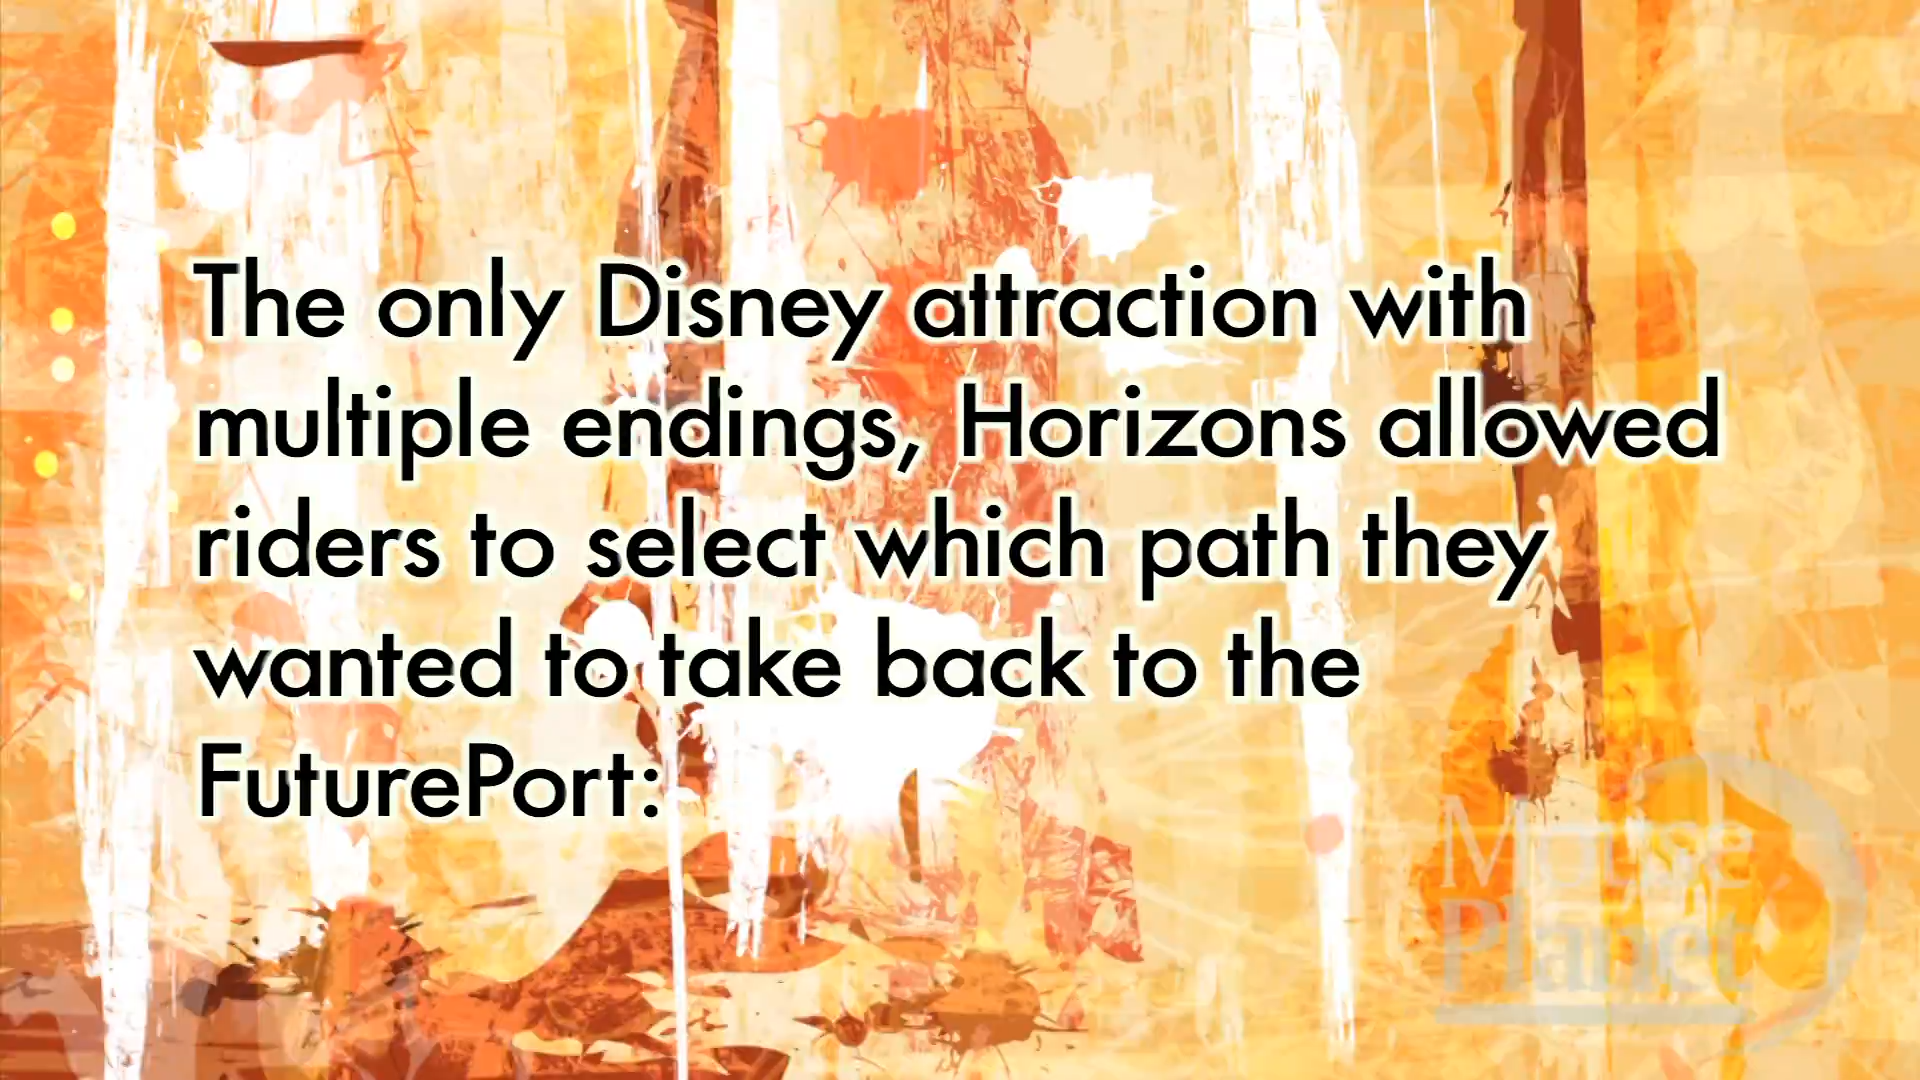 The only Disney attraction with
multiple endings, Horizons allowed
riders to select which path they
wanted to take back to the
FuturePort:
Mouse
Planet